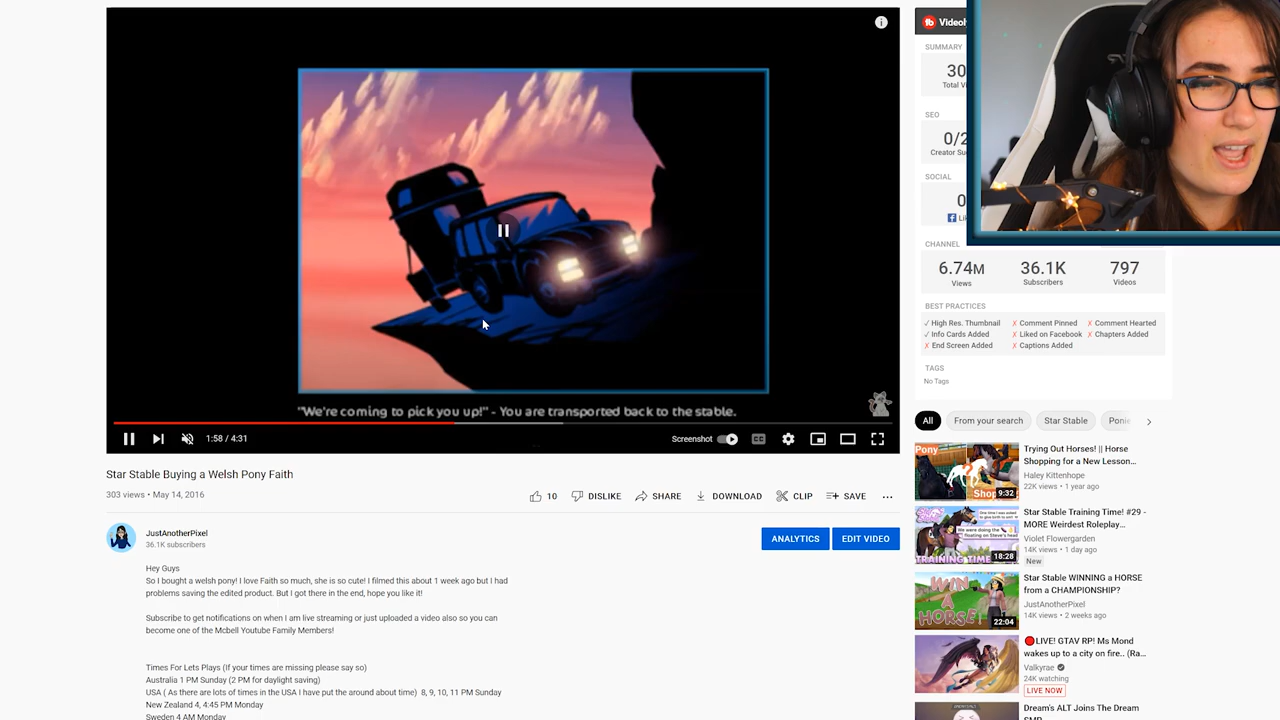 "We're coming to pick you up!" - You are transported back to the stable.
1:58 / 4:31
Screenshot
Star Stable Buying a Welsh Pony Faith
303 views • May 14, 2016
10
DISLIKE
SHARE
DOWNLOAD
CLIP
SAVE
JustAnotherPixel
36.1K subscribers
ANALYTICS
EDIT VIDEO
Hey Guys
So I bought a welsh pony! I love Faith so much, she is so cute! I filmed this about 1 week ago but I had
problems saving the edited product. But I got there in the end, hope you like it!
Subscribe to get notifications on when I am live streaming or just uploaded a video also so you can
become one of the Mcbell Youtube Family Members!
Times For Lets Plays (If your times are missing please say so)
Australia 1 PM Sunday (2 PM for daylight saving)
USA ( As there are lots of times in the USA I have put the around about time) 8, 9, 10, 11 PM Sunday
New Zealand 4, 4:45 PM Monday
Sweden 4 AM Monday
SUMMARY
30
SEO
0/2
SOCIAL
0
CHANNEL
6.74M
Views
36.1K
Subscribers
797
Videos
BEST PRACTICES
✓ High Res. Thumbnail
✗ Comment Pinned
✗ Comment Hearted
✓ Info Cards Added
✗ Liked on Facebook
✗ Chapters Added
✗ End Screen Added
✗ Captions Added
TAGS
No Tags
All
From your search
Star Stable
Pony
Shop
9:32
Trying Out Horses! || Horse
Shopping for a New Lesson...
Haley Kittenhope
22K views • 1 year ago
TRAINING TIME
18:28
Star Stable Training Time! #29 -
MORE Weirdest Roleplay...
Violet Flowergarden
14K views • 1 day ago
New
WIN A
HORSE
22:04
Star Stable WINNING a HORSE
from a CHAMPIONSHIP?
JustAnotherPixel
14K views • 2 weeks ago
🔴LIVE! GTAV RP! Ms Mond
wakes up to a city on fire.. (Ra...
Valkyrae
24K watching
LIVE NOW
Dream's ALT Joins The Dream